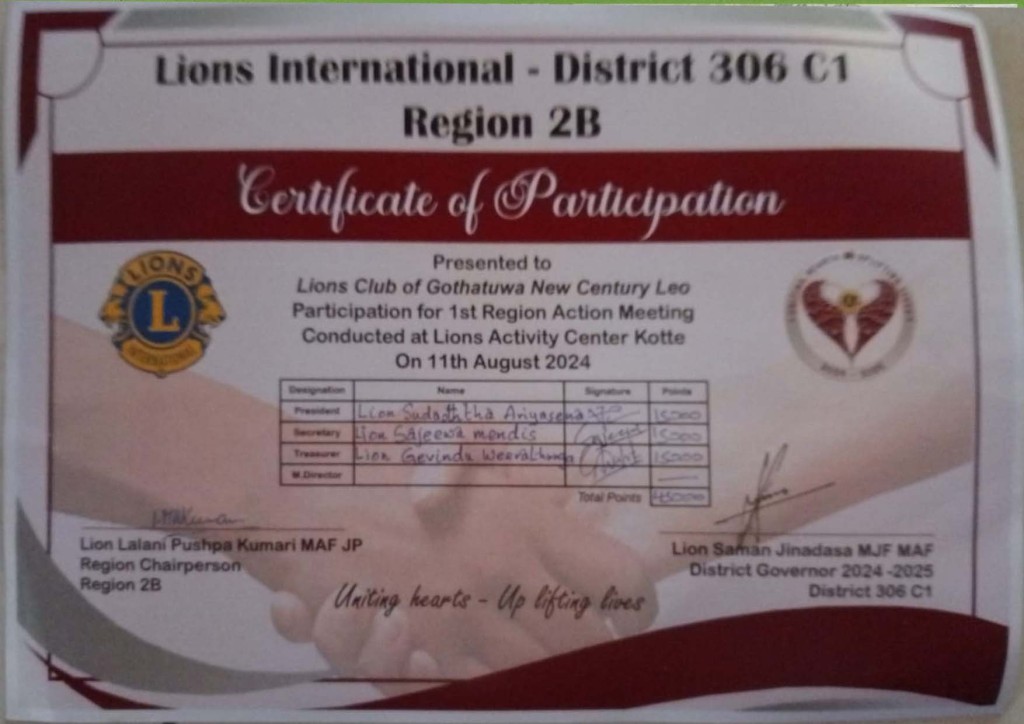 Lions International - District 306 C1
Region 2B
Certificate of Participation
LIONS
L
INTERNATIONAL
Presented to
Lions Club of Gothatuwa New Century Leo
Participation for 1st Region Action Meeting
Conducted at Lions Activity Center Kotte
On 11th August 2024
Designation Name Signature Points
President Lion Sudaththa Ariyasena 15000
Secretary Lion Sajeewa mendis 15000
Treasurer Lion Gevindu 15000
M.Director
Total Points 45000
Lion Lalani Pushpa Kumari MAF JP
Region Chairperson
Region 2B
Lion Saman Jinadasa MJF MAF
District Governor 2024 -2025
District 306 C1
Uniting hearts - Up lifting lives